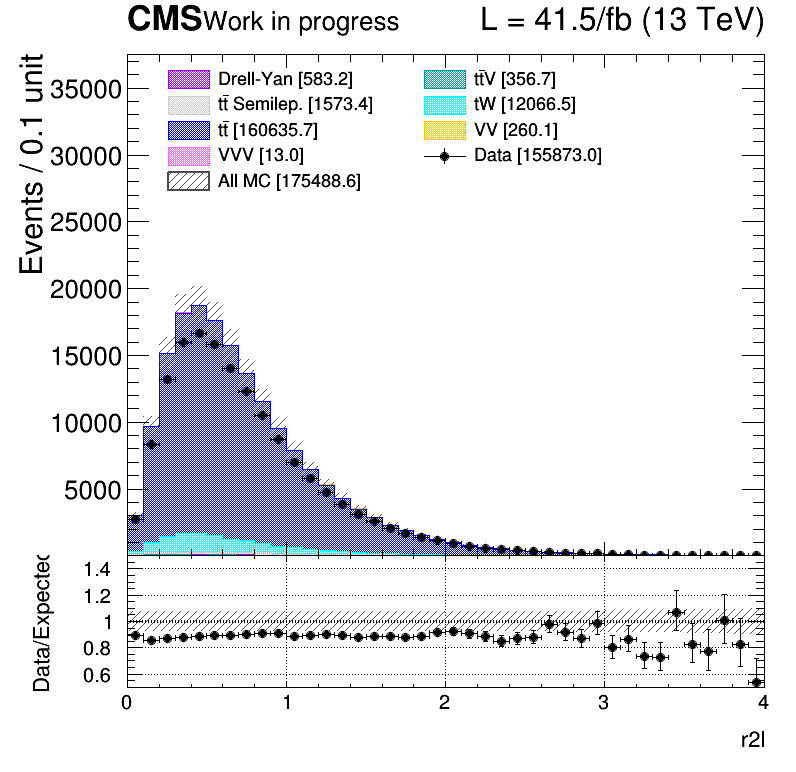 CMS Work in progress L = 41.5/fb (13 TeV)
Events / 0.1 unit
35000
30000
25000
20000
15000
10000
5000
Drell-Yan [583.2] tt̄V [356.7]
tt̄ Semilep. [1573.4] tW [12066.5]
tt̄ [160635.7] VV [260.1]
VVV [13.0] Data [155873.0]
All MC [175488.6]
Data/Expected
1.4
1.2
1
0.8
0.6
0 1 2 3 4
r2l